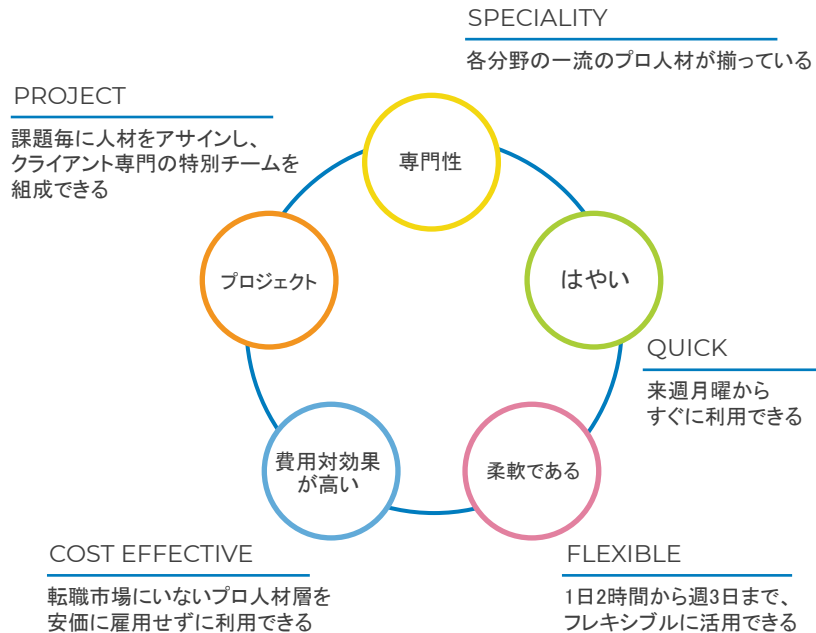 SPECIALITY
各分野の一流のプロ人材が揃っている
PROJECT
課題毎に人材をアサインし、
クライアント専門の特別チームを
組成できる
専門性
プロジェクト
はやい
QUICK
来週月曜から
すぐに利用できる
費用対効果
が高い
柔軟である
COST EFFECTIVE
転職市場にいないプロ人材層を
安価に雇用せずに利用できる
FLEXIBLE
1日2時間から週3日まで、
フレキシブルに活用できる